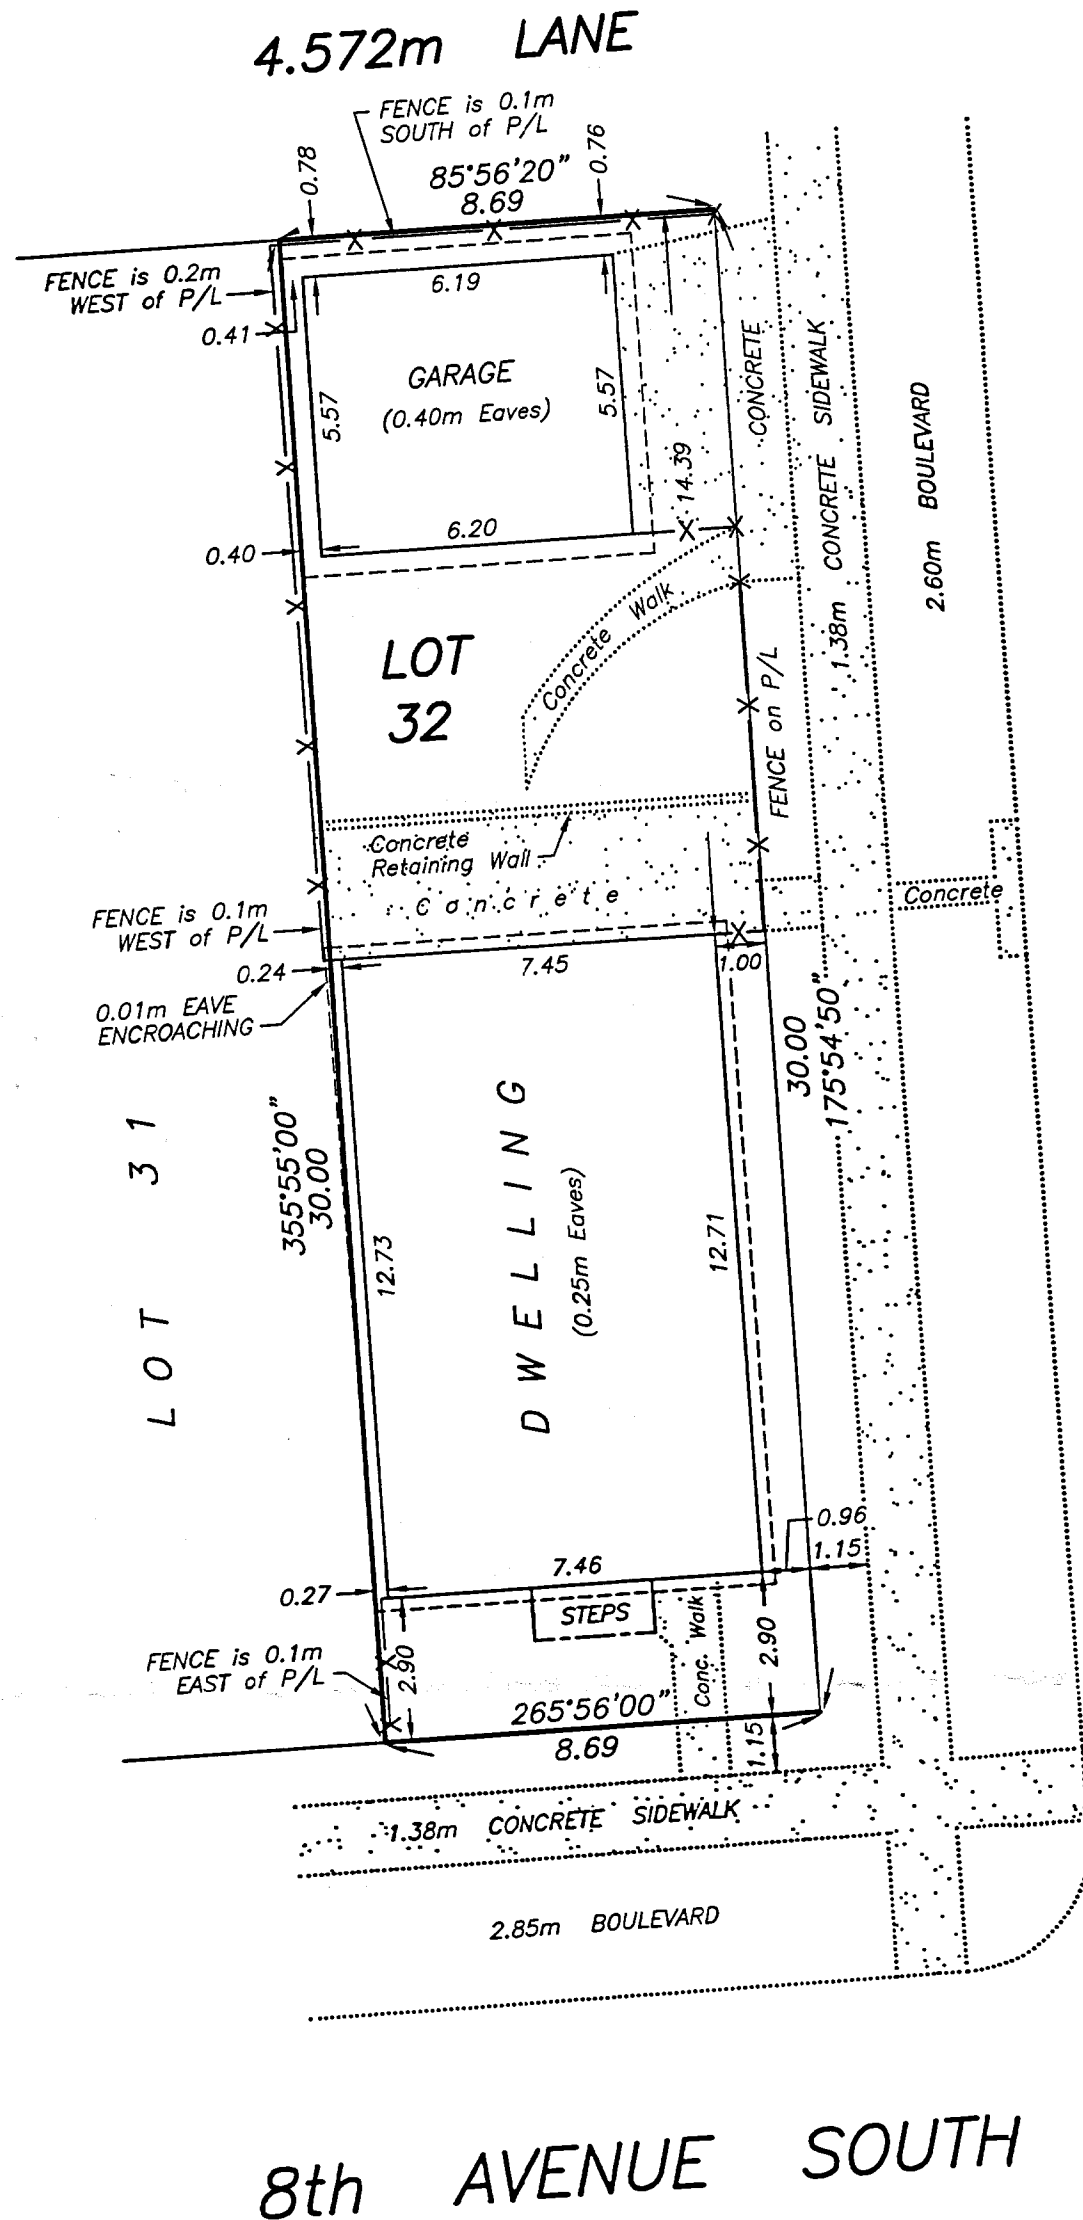 4.572m LANE
FENCE is 0.1m
SOUTH of P/L
0.78
0.76
85°56'20"
8.69
FENCE is 0.2m
WEST of P/L
0.41
6.19
GARAGE
(0.40m Eaves)
5.57
5.57
14.39
6.20
0.40
CONCRETE
1.38m CONCRETE SIDEWALK
2.60m BOULEVARD
Concrete Walk
LOT
32
FENCE on P/L
Concrete
Retaining Wall
Concrete
Concrete
FENCE is 0.1m
WEST of P/L
0.24
7.45
1.00
0.01m EAVE
ENCROACHING
30.00
175°54'50"
LOT 31
355°55'00"
30.00
12.73
DWELLING
(0.25m Eaves)
12.71
0.96
1.15
7.46
0.27
STEPS
Conc. Walk
2.90
2.90
FENCE is 0.1m
EAST of P/L
265°56'00"
8.69
1.15
1.38m CONCRETE SIDEWALK
2.85m BOULEVARD
8th AVENUE SOUTH